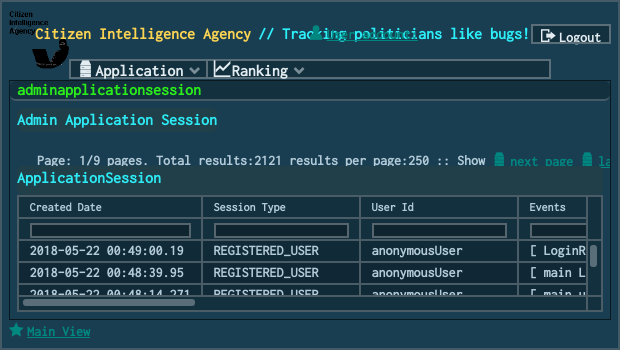 Citizen
Intelligence
Agency
Citizen Intelligence Agency // Tracking politicians like bugs!
Logout
Application Ranking
adminapplicationsession
Admin Application Session
Page: 1/9 pages. Total results:2121 results per page:250 :: Show next page la
ApplicationSession
Created Date Session Type User Id Events
2018-05-22 00:49:00.19 REGISTERED_USER anonymousUser [ LoginR
2018-05-22 00:48:39.95 REGISTERED_USER anonymousUser [ main L
2018-05-22 00:48:14.271 REGISTERED_USER anonymousUser [ main u
Main View